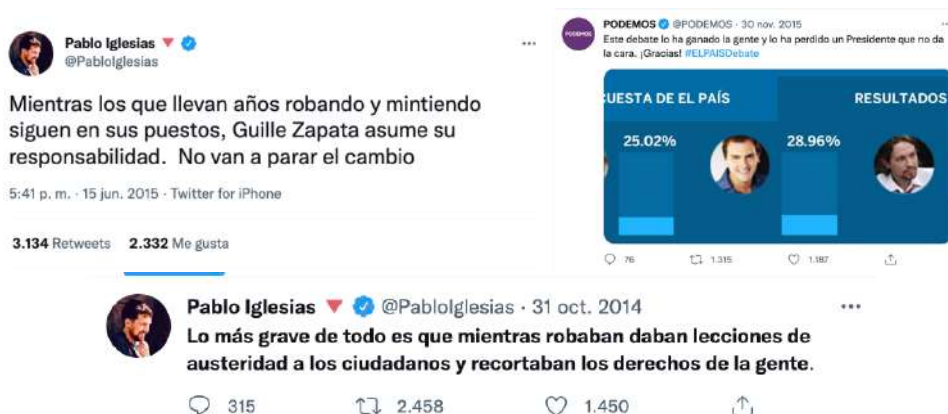 Pablo Iglesias
@PabloIglesias
Mientras los que llevan años robando y mintiendo
siguen en sus puestos, Guille Zapata asume su
responsabilidad. No van a parar el cambio
5:41 p. m. · 15 jun. 2015 · Twitter for iPhone
3.134 Retweets 2.332 Me gusta
PODEMOS
PODEMOS @PODEMOS · 30 nov. 2015
Este debate lo ha ganado la gente y lo ha perdido un Presidente que no da
la cara. ¡Gracias! #ELPAISDebate
UESTA DE EL PAÍS RESULTADOS
25.02% 28.96%
76 1.315 1.187
Pablo Iglesias @PabloIglesias · 31 oct. 2014
Lo más grave de todo es que mientras robaban daban lecciones de
austeridad a los ciudadanos y recortaban los derechos de la gente.
315 2.458 1.450